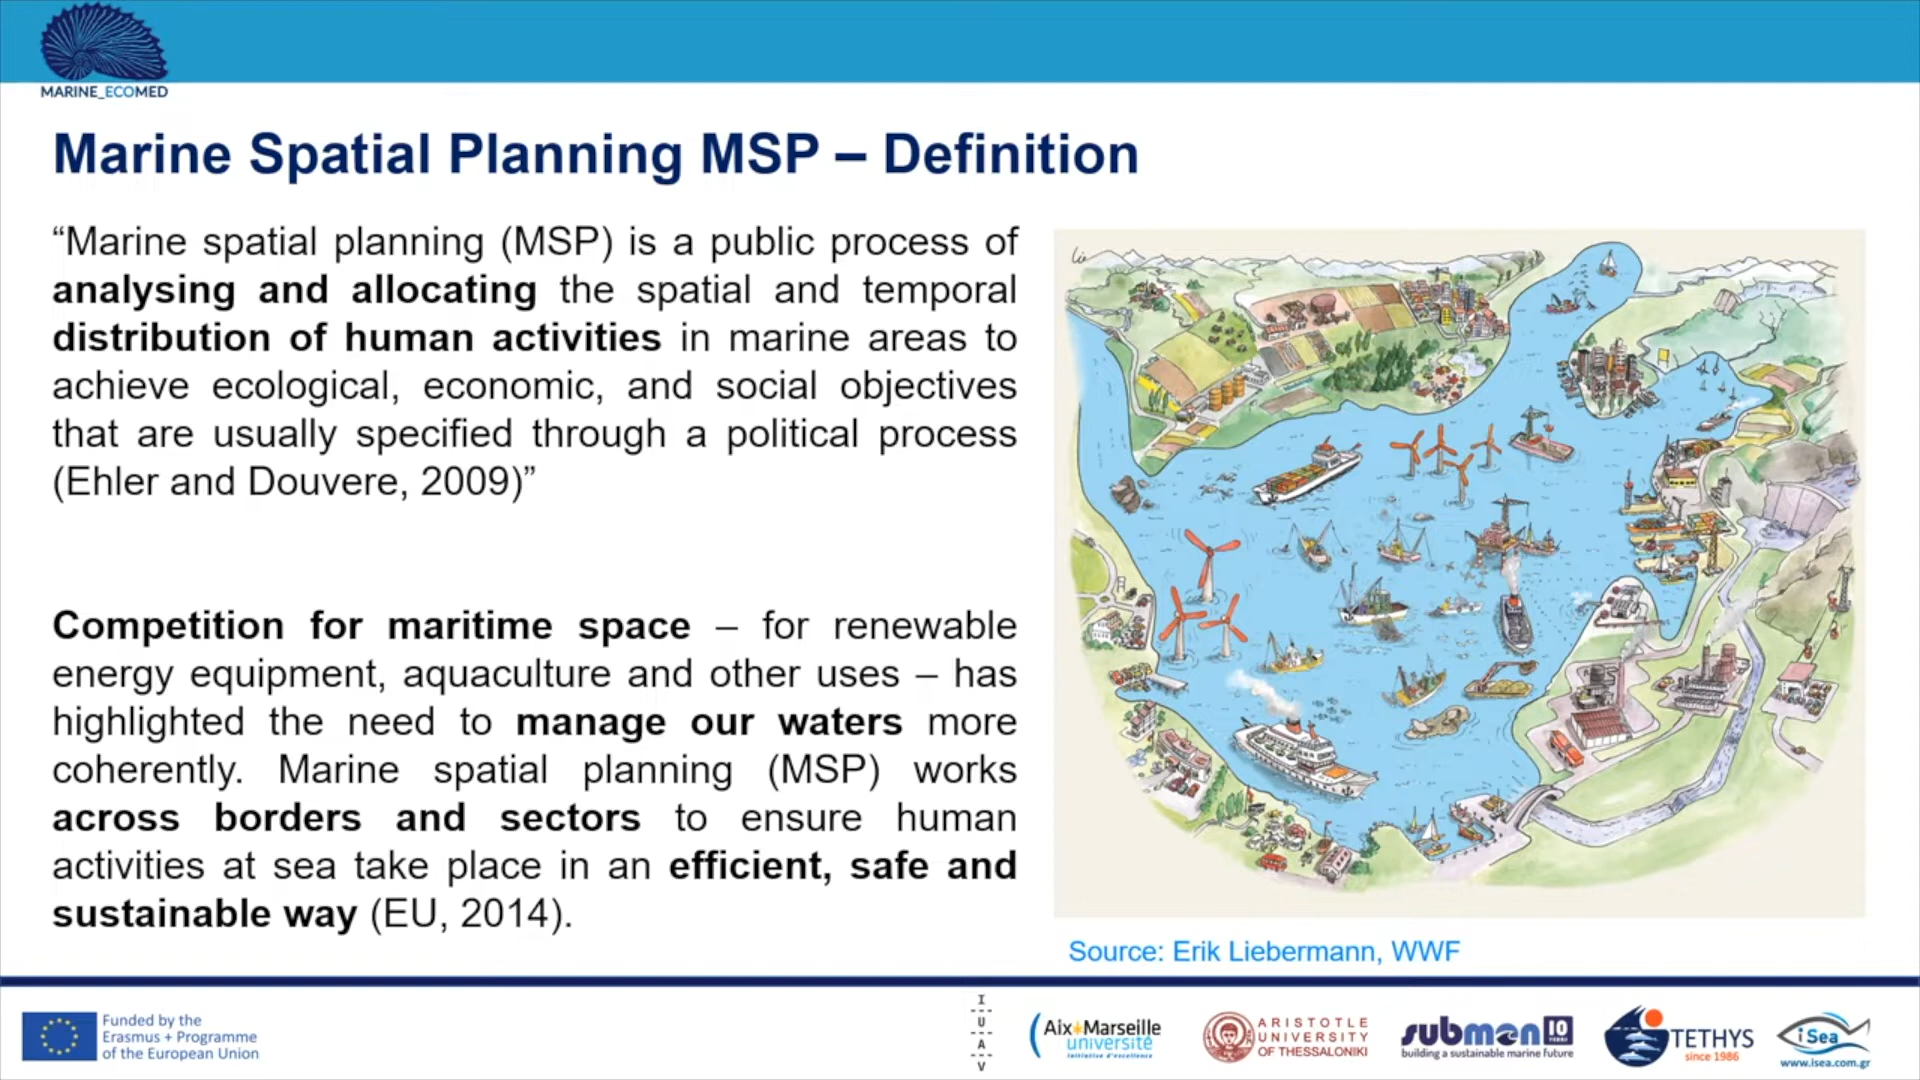 MARINE_ECOMED
Marine Spatial Planning MSP – Definition
“Marine spatial planning (MSP) is a public process of
analysing and allocating the spatial and temporal
distribution of human activities in marine areas to
achieve ecological, economic, and social objectives
that are usually specified through a political process
(Ehler and Douvere, 2009)”
Competition for maritime space – for renewable
energy equipment, aquaculture and other uses – has
highlighted the need to manage our waters more
coherently. Marine spatial planning (MSP) works
across borders and sectors to ensure human
activities at sea take place in an efficient, safe and
sustainable way (EU, 2014).
Source: Erik Liebermann, WWF
Funded by the
Erasmus + Programme
of the European Union
I
U
A
V
Aix Marseille
université
initiative d'excellence
ARISTOTLE
UNIVERSITY
OF THESSALONIKI
submon 10
building a sustainable marine future
TETHYS
since 1986
iSea
www.isea.com.gr